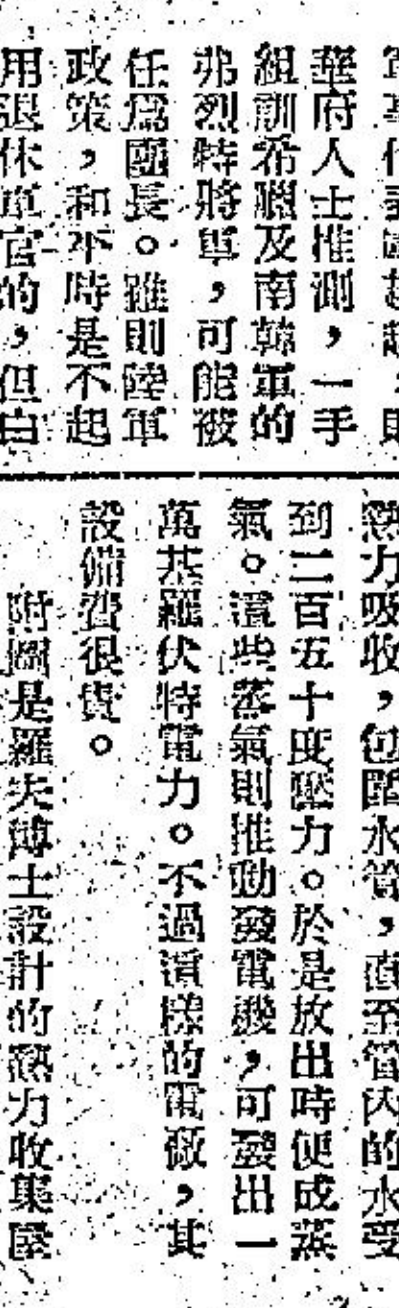 華府人士推測，一手
組訓希臘及南韓軍的
弗烈特將軍，可能被
任爲團長。雖則陸軍
政策，和平時是不起
用退休軍官的，但由
熱力吸收，包圍水管，直至管內的水受
到二百五十度壓力。於是放出時便成蒸
氣。這些蒸氣則推動發電機，可發出一
萬基羅伏特電力。不過這樣的電廠，其
設備費很貴。
附圖是羅夫博士設計的熱力收集